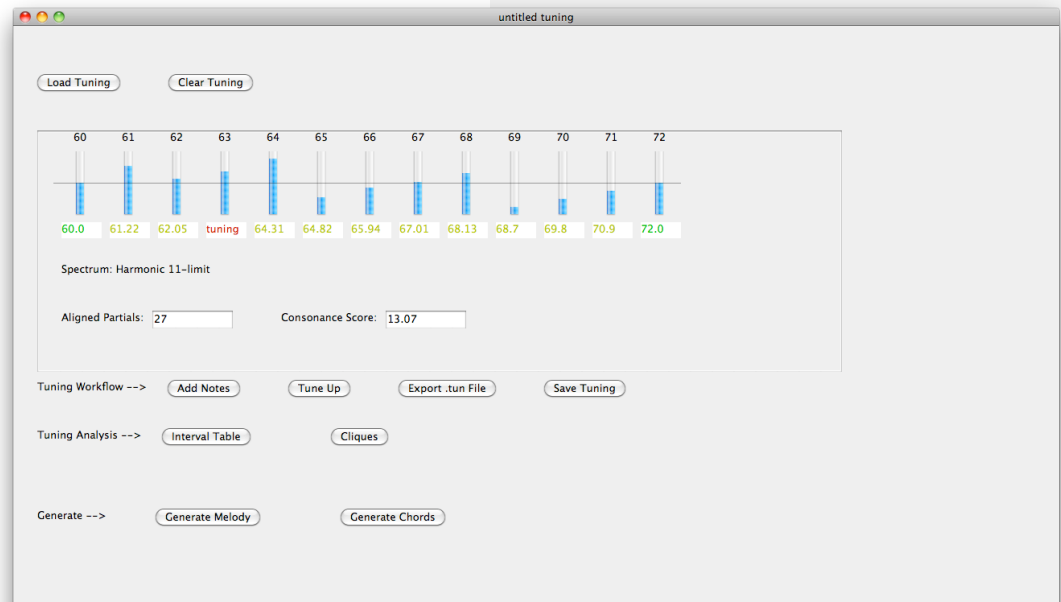 untitled tuning
Load Tuning Clear Tuning
60 61 62 63 64 65 66 67 68 69 70 71 72
60.0 61.22 62.05 tuning 64.31 64.82 65.94 67.01 68.13 68.7 69.8 70.9 72.0
Spectrum: Harmonic 11-limit
Aligned Partials: 27 Consonance Score: 13.07
Tuning Workflow --> Add Notes Tune Up Export .tun File Save Tuning
Tuning Analysis --> Interval Table Cliques
Generate --> Generate Melody Generate Chords